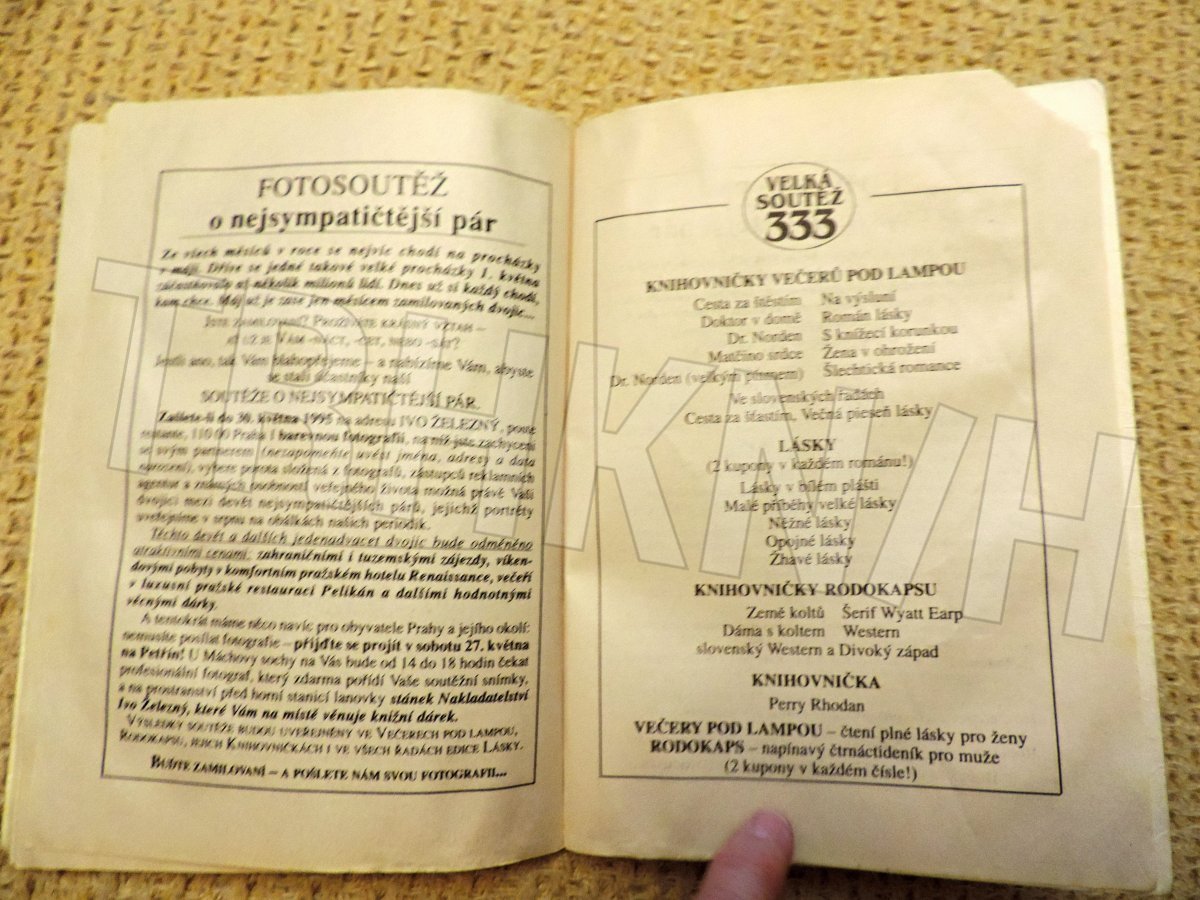 FOTOSOUTĚŽ
o nejsympatičtější pár
Ze všech měsíců v roce se nejvíc chodí na procházky
v máji. Dříve se jedné takové velké procházky 1. května
zúčastňovalo až několik milionů lidí. Dnes už si každý chodí,
kam chce. Máj už je zase jen měsícem zamilovaných dvojic...
JSTE ZAMILOVANÍ? PROŽÍVÁTE KRÁSNÝ VZTAH –
AŤ UŽ JE VÁM -NÁCT, -CET, NEBO -SÁT?
Jestli ano, tak Vám blahopřejeme – a nabízíme Vám, abyste
se stali účastníky naší
SOUTĚŽE O NEJSYMPATIČTĚJŠÍ PÁR.
Zašlete-li do 30. května 1995 na adresu IVO ŽELEZNÝ, poste
restante, 110 00 Praha 1 barevnou fotografii, na níž jste zachyceni
se svým partnerem (nezapomeňte uvést jména, adresy a data
narození), vybere porota složená z fotografů, zástupců reklamních
agentur a známých osobností veřejného života možná právě Vaši
dvojici mezi devět nejsympatičtějších párů, jejichž portréty
uveřejníme v srpnu na obálkách našich periodik.
Těchto devět a dalších jedenadvacet dvojic bude odměněno
atraktivními cenami: zahraničními i tuzemskými zájezdy, víken-
dovými pobyty v komfortním pražském hotelu Renaissance, večeří
v luxusní pražské restauraci Pelikán a dalšími hodnotnými
věcnými dárky.
A tentokrát máme něco navíc pro obyvatele Prahy a jejího okolí:
nemusíte posílat fotografie – přijďte se projít v sobotu 27. května
na Petřín! U Máchovy sochy na Vás bude od 14 do 18 hodin čekat
profesionální fotograf, který zdarma pořídí Vaše soutěžní snímky,
a na prostranství před horní stanicí lanovky stánek Nakladatelství
Ivo Železný, které Vám na místě věnuje knižní dárek.
VÝSLEDKY SOUTĚŽE BUDOU UVEŘEJNĚNY VE VEČERECH POD LAMPOU,
RODOKAPSU, JEJICH KNIHOVNIČKÁCH I VE VŠECH ŘADÁCH EDICE LÁSKY.
BUĎTE ZAMILOVANÍ – A POŠLETE NÁM SVOU FOTOGRAFII...
VELKÁ
SOUTĚŽ
333
KNIHOVNIČKY VEČERŮ POD LAMPOU
Cesta za štěstím Na výsluní
Doktor v domě Román lásky
Dr. Norden S knížecí korunkou
Matčino srdce Žena v ohrožení
Dr. Norden (velkým písmem) Šlechtická romance
Ve slovenských řadách
Cesta za šťastím, Večná pieseň lásky
LÁSKY
(2 kupony v každém románu!)
Lásky v bílém plášti
Malé příběhy velké lásky
Něžné lásky
Opojné lásky
Žhavé lásky
KNIHOVNIČKY RODOKAPSU
Země koltů Šerif Wyatt Earp
Dáma s koltem Western
slovenský Western a Divoký západ
KNIHOVNIČKA
Perry Rhodan
VEČERY POD LAMPOU – čtení plné lásky pro ženy
RODOKAPS – napínavý čtrnáctideník pro muže
(2 kupony v každém čísle!)